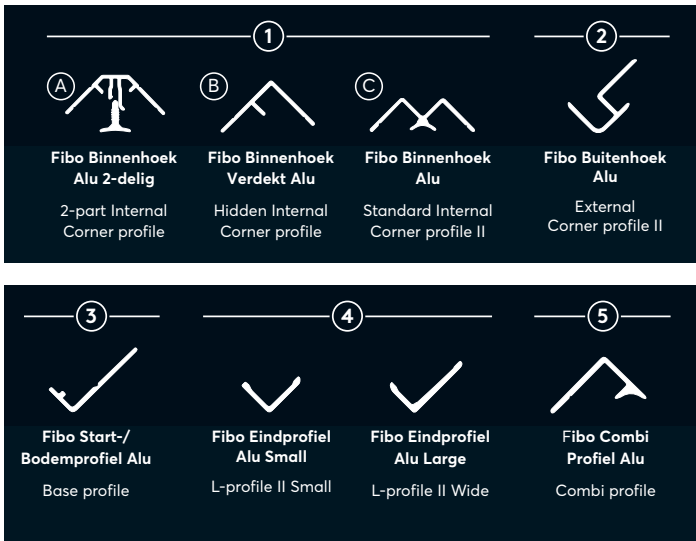 1
2
A
B
C
Fibo Binnenhoek
Alu 2-delig
2-part Internal
Corner profile
Fibo Binnenhoek
Verdekt Alu
Hidden Internal
Corner profile
Fibo Binnenhoek
Alu
Standard Internal
Corner profile II
Fibo Buitenhoek
Alu
External
Corner profile II
3
4
5
Fibo Start-/
Bodemprofiel Alu
Base profile
Fibo Eindprofiel
Alu Small
L-profile II Small
Fibo Eindprofiel
Alu Large
L-profile II Wide
Fibo Combi
Profiel Alu
Combi profile